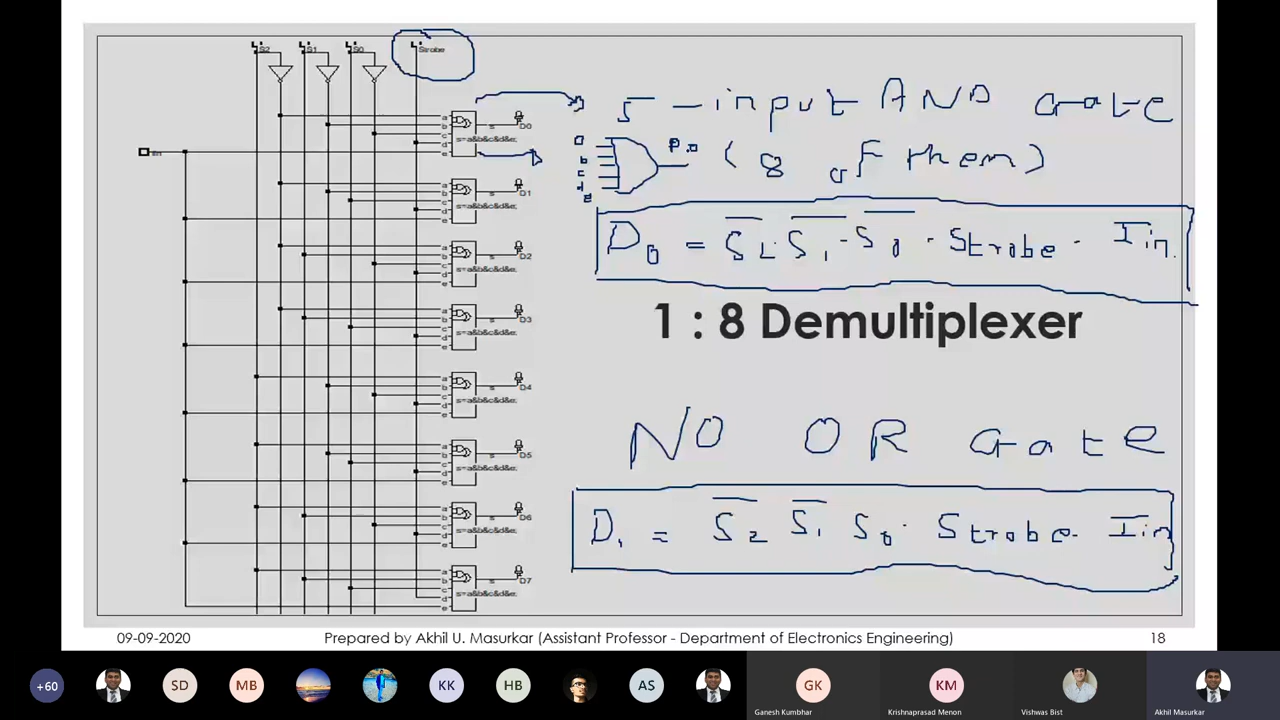 S2 S1 S0 Strobe
5-input AND Gate
a
b
c
d
e
s
s=a&b&c&d&e;
D0
a
b
c
d
e
p.o
(8 of them)
Iin
a
b
c
d
e
s
s=a&b&c&d&e;
D1
D0 = S̅2·S̅1·S̅0·Strobe·Iin.
a
b
c
d
e
s
s=a&b&c&d&e;
D2
1 : 8 Demultiplexer
a
b
c
d
e
s
s=a&b&c&d&e;
D3
a
b
c
d
e
s
s=a&b&c&d&e;
D4
NO OR Gate
a
b
c
d
e
s
s=a&b&c&d&e;
D5
a
b
c
d
e
s
s=a&b&c&d&e;
D6
D1 = S̅2 S̅1 S0·Strobe·Iin
a
b
c
d
e
s
s=a&b&c&d&e;
D7
09-09-2020 Prepared by Akhil U. Masurkar (Assistant Professor - Department of Electronics Engineering) 18
+60 SD MB KK HB AS GK KM
Ganesh Kumbhar Krishnaprasad Menon Vishwas Bist Akhil Masurkar